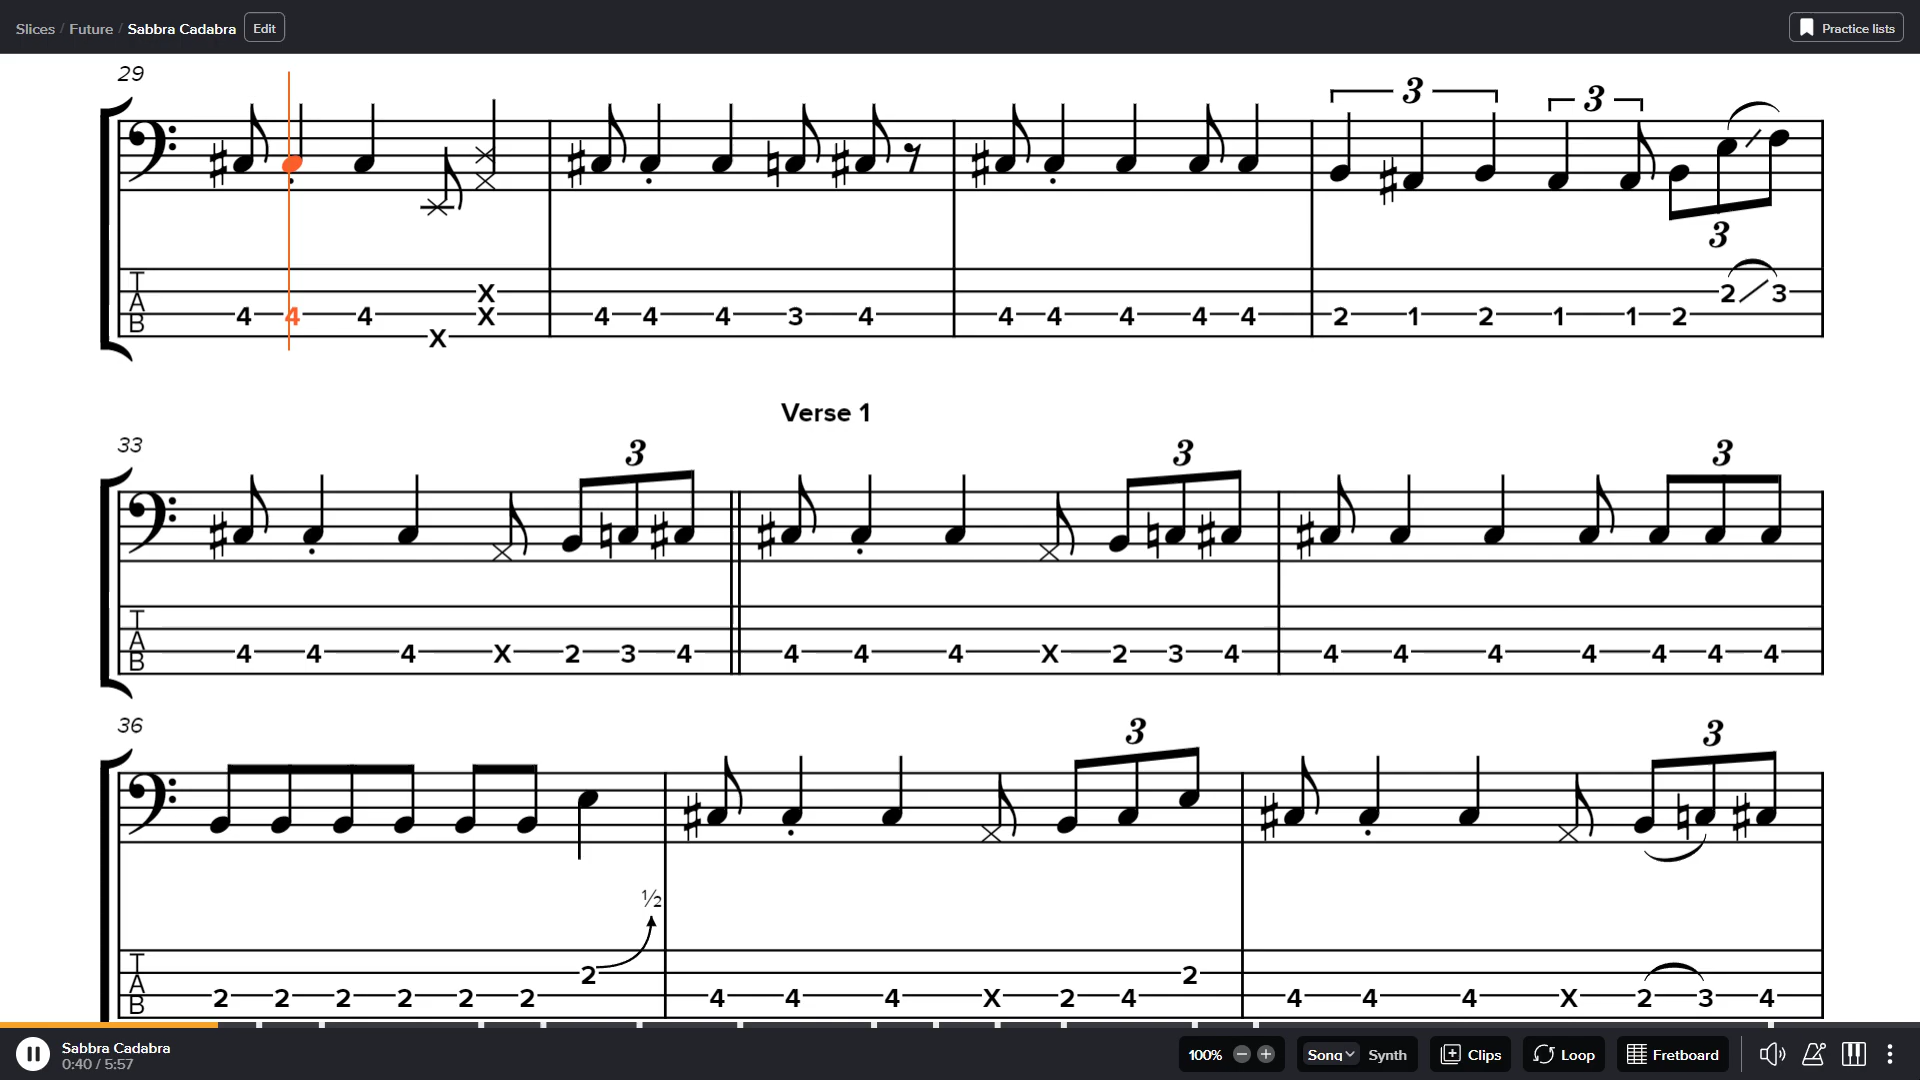 Slices / Future / Sabbra Cadabra Edit Practice lists
29
3 3
3
T
A
B
4 4 4 X X X 4 4 4 3 4 4 4 4 4 4 2 1 2 1 1 2 2 3
Verse 1
33
3 3 3
T
A
B
4 4 4 X 2 3 4 4 4 4 X 2 3 4 4 4 4 4 4 4 4
36
3 3
½
T
A
B
2 2 2 2 2 2 2 4 4 4 X 2 4 2 4 4 4 X 2 3 4
Sabbra Cadabra
0:40 / 5:57
100% Song Synth Clips Loop Fretboard